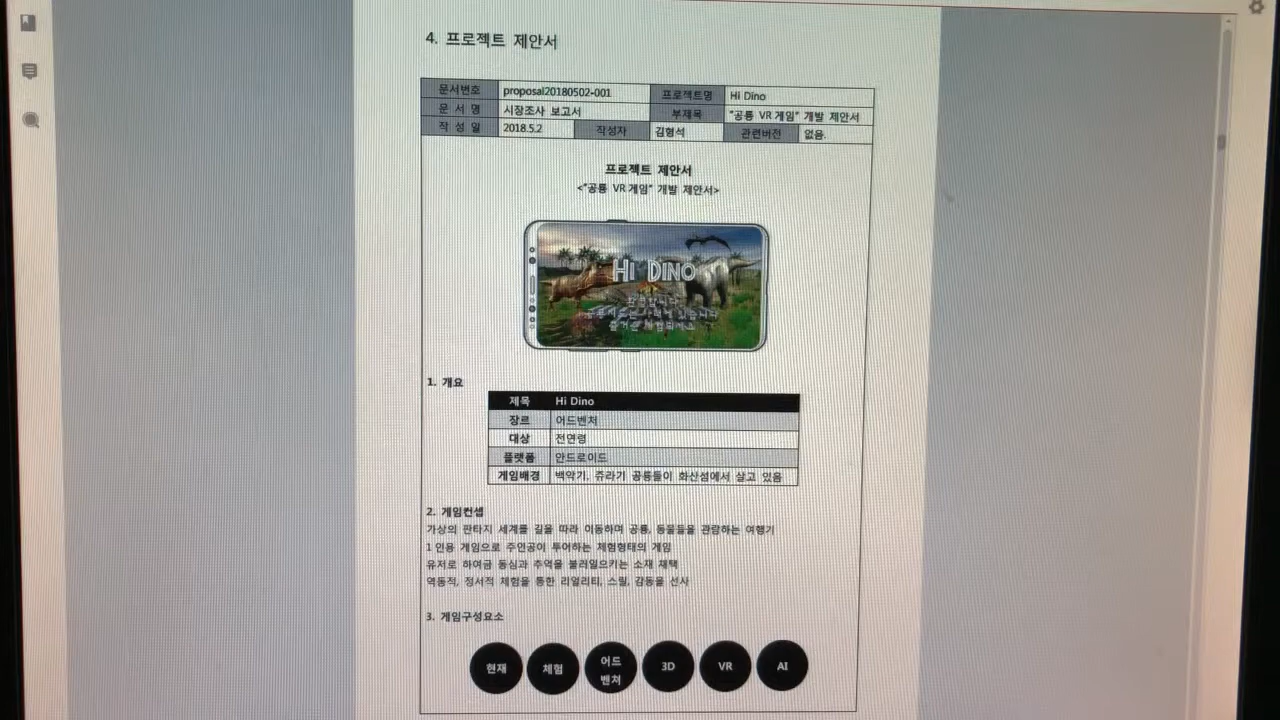 4. 프로젝트 제안서
문서번호 proposal20180502-001 프로젝트명 Hi Dino
문 서 명 시장조사 보고서 부제목 "공룡 VR게임" 개발 제안서
작 성 일 2018.5.2 작성자 김형석 관련버전 없음.
프로젝트 제안서
<"공룡 VR게임" 개발 제안서>
HI DINO
환영합니다
1. 개요
제목 Hi Dino
장르 어드벤처
대상 전연령
플랫폼 안드로이드
게임배경 백악기, 쥬라기 공룡들이 화산섬에서 살고 있음
2. 게임컨셉
가상의 판타지 세계를 길을 따라 이동하며 공룡, 동물들을 관람하는 여행기
1인용 게임으로 주인공이 투어하는 체험형태의 게임
유저로 하여금 동심과 추억을 불러일으키는 소재 채택
역동적, 정서적 체험을 통한 리얼리티, 스릴, 감동을 선사
3. 게임구성요소
현재 체험 어드 3D VR AI
벤처